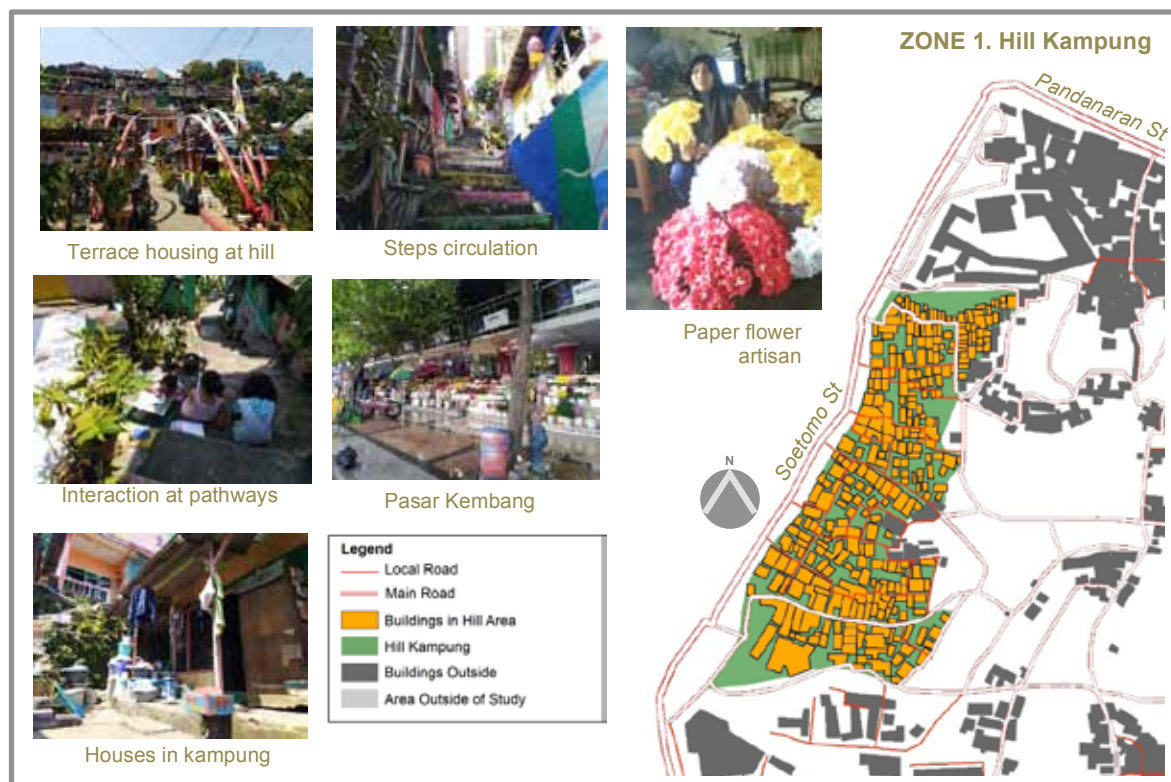 ZONE 1. Hill Kampung
Pandanaran St
Terrace housing at hill
Steps circulation
Paper flower
artisan
Soetomo St
N
Interaction at pathways
Pasar Kembang
Legend
Local Road
Main Road
Buildings in Hill Area
Hill Kampung
Buildings Outside
Area Outside of Study
Houses in kampung